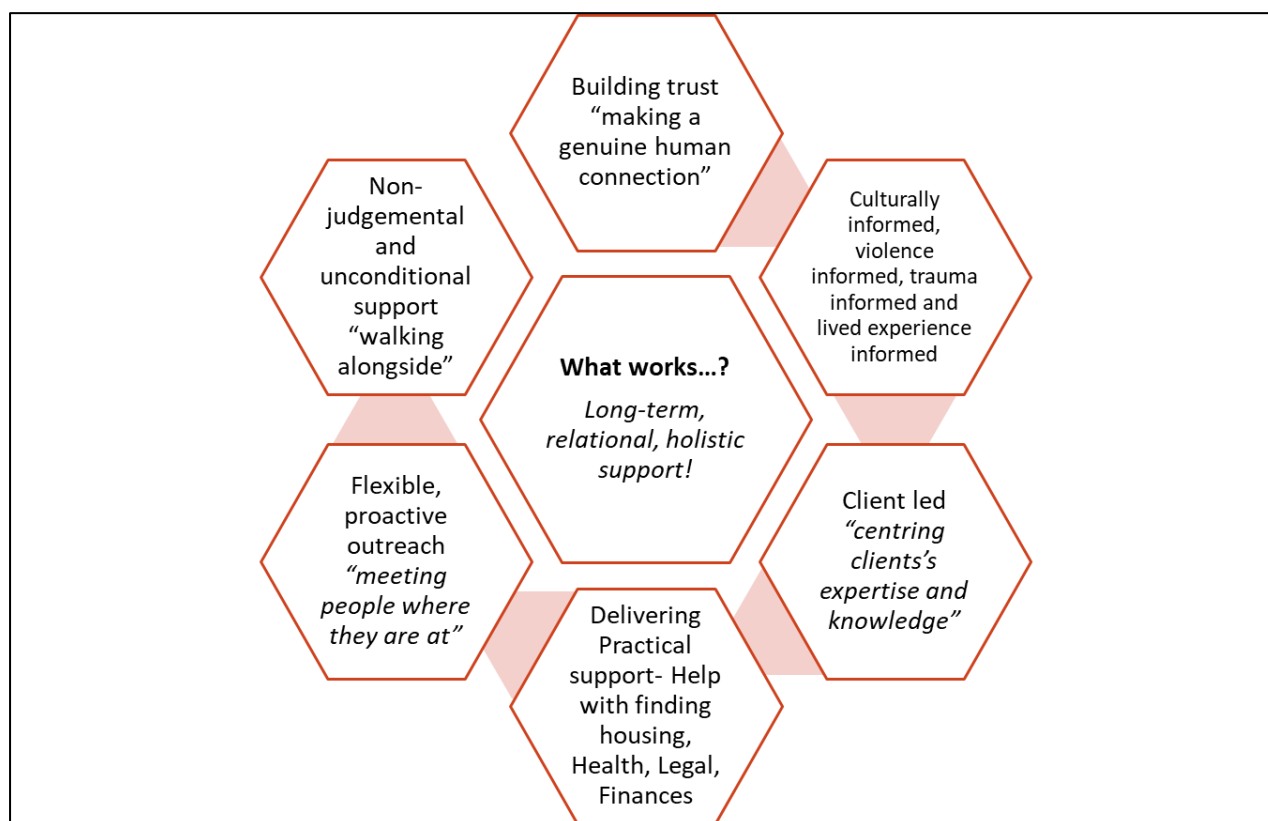 Building trust
“making a
genuine human
connection”
Culturally
informed,
violence
informed, trauma
informed and
lived experience
informed
Client led
“centring
clients’s
expertise and
knowledge”
Delivering
Practical
support- Help
with finding
housing,
Health, Legal,
Finances
Flexible,
proactive
outreach
“meeting
people where
they are at”
Non-
judgemental
and
unconditional
support
“walking
alongside”
What works...?
Long-term,
relational, holistic
support!